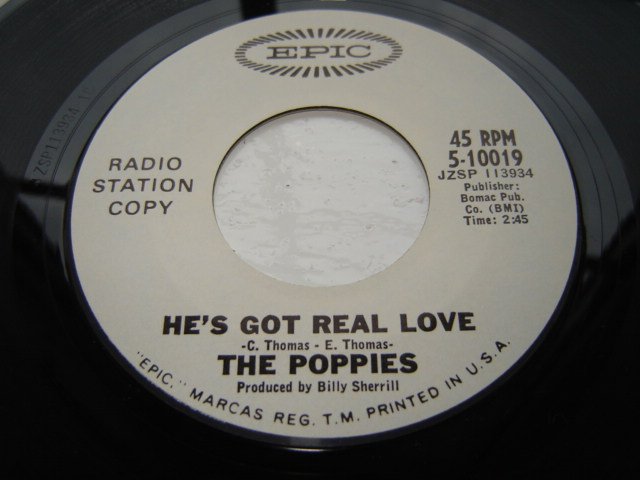 EPIC
RADIO
STATION
COPY
45 RPM
5-10019
JZSP 113934
Publisher:
Bomac Pub.
Co. (BMI)
Time: 2:45
HE'S GOT REAL LOVE
-C. Thomas - E. Thomas-
THE POPPIES
Produced by Billy Sherrill
"EPIC," MARCAS REG. T.M. PRINTED IN U.S.A.
ZSP113934